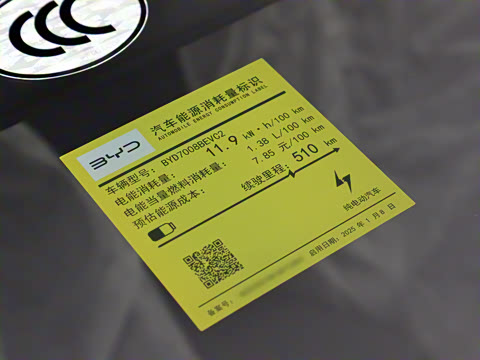 CCC
BYD
汽车能源消耗量标识
AUTOMOBILE ENERGY CONSUMPTION LABEL
车辆型号： BYD7008BEVC2
电能消耗量： 11.9 kW·h/100 km
电能当量燃料消耗量： 1.38 L/100 km
预估能源成本： 7.85 元/100 km
续驶里程： 510 km
纯电动汽车
备案号：
启用日期： 2025 年 1 月 8 日